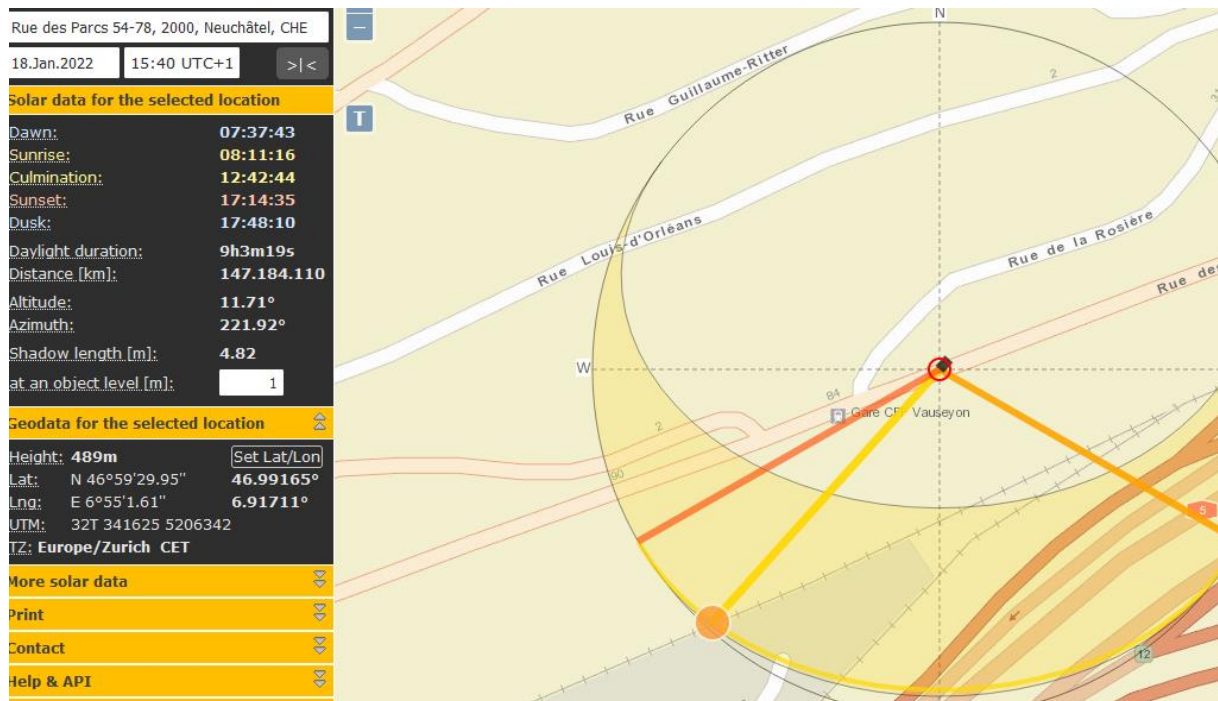 Rue des Parcs 54-78, 2000, Neuchâtel, CHE
18.Jan.2022 15:40 UTC+1 >|<
Solar data for the selected location
Dawn: 07:37:43
Sunrise: 08:11:16
Culmination: 12:42:44
Sunset: 17:14:35
Dusk: 17:48:10
Daylight duration: 9h3m19s
Distance [km]: 147.184.110
Altitude: 11.71°
Azimuth: 221.92°
Shadow length [m]: 4.82
at an object level [m]: 1
Geodata for the selected location
Height: 489m Set Lat/Lon
Lat: N 46°59'29.95'' 46.99165°
Lng: E 6°55'1.61'' 6.91711°
UTM: 32T 341625 5206342
TZ: Europe/Zurich CET
More solar data
Print
Contact
Help & API
−
T
N
Rue Guillaume-Ritter
2
Rue Louis-d'Orléans
Rue de la Rosière
Rue des
W
84
Gare CFF Vauseyon
2
90
5
12